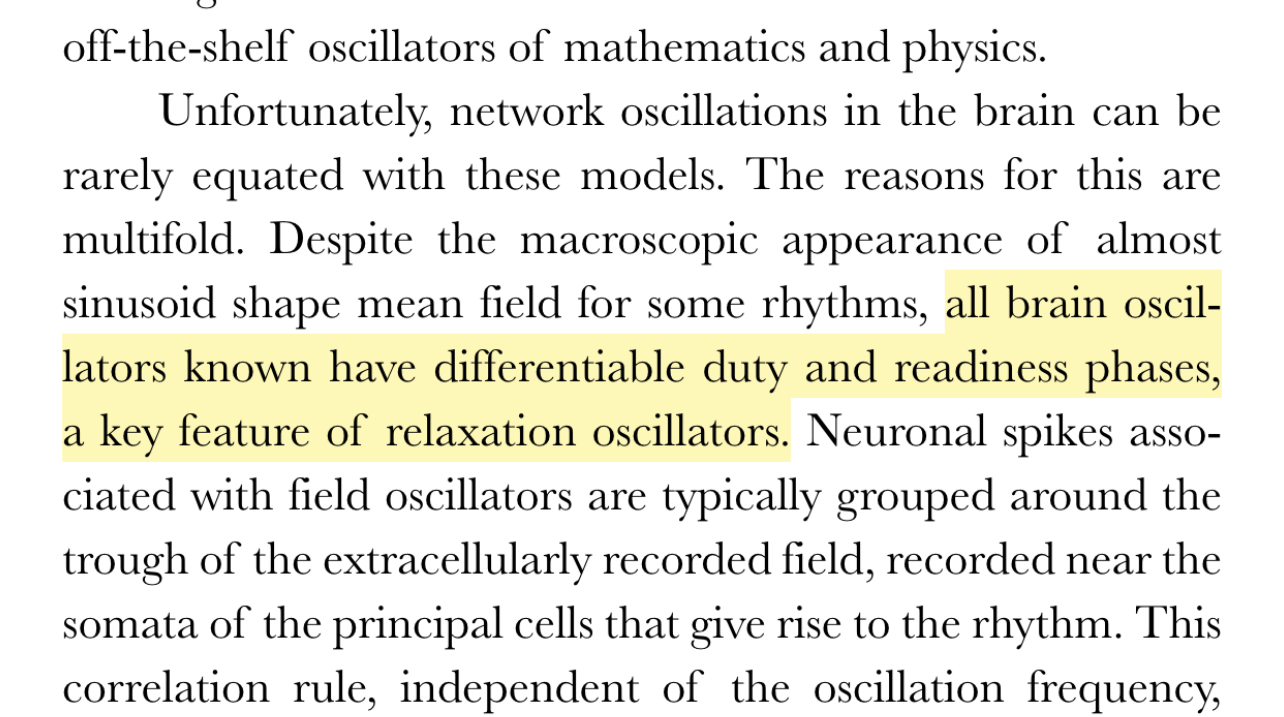 off-the-shelf oscillators of mathematics and physics.
Unfortunately, network oscillations in the brain can be
rarely equated with these models. The reasons for this are
multifold. Despite the macroscopic appearance of almost
sinusoid shape mean field for some rhythms, all brain oscil-
lators known have differentiable duty and readiness phases,
a key feature of relaxation oscillators. Neuronal spikes asso-
ciated with field oscillators are typically grouped around the
trough of the extracellularly recorded field, recorded near the
somata of the principal cells that give rise to the rhythm. This
correlation rule, independent of the oscillation frequency,